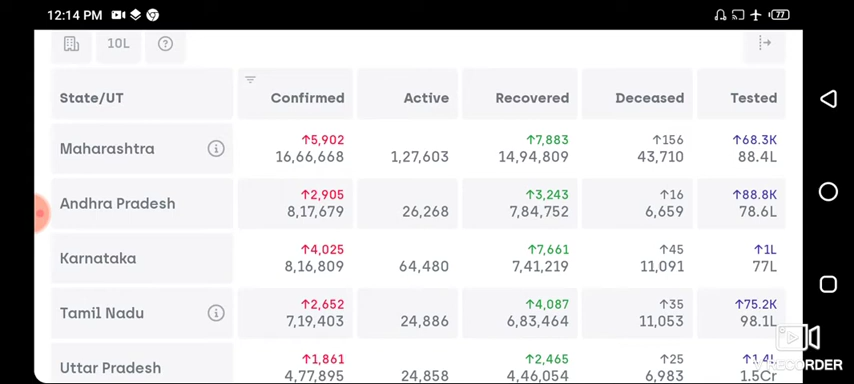 12:14 PM
77
10L
State/UT Confirmed Active Recovered Deceased Tested
↑5,902 ↑7,883 ↑156 ↑68.3K
Maharashtra 16,66,668 1,27,603 14,94,809 43,710 88.4L
↑2,905 ↑3,243 ↑16 ↑88.8K
Andhra Pradesh 8,17,679 26,268 7,84,752 6,659 78.6L
↑4,025 ↑7,661 ↑45 ↑1L
Karnataka 8,16,809 64,480 7,41,219 11,091 77L
↑2,652 ↑4,087 ↑35 ↑75.2K
Tamil Nadu 7,19,403 24,886 6,83,464 11,053 98.1L
↑1,861 ↑2,465 ↑25 ↑1.4L
Uttar Pradesh 4,77,895 24,858 4,46,054 6,983 1.5Cr
RECORDER